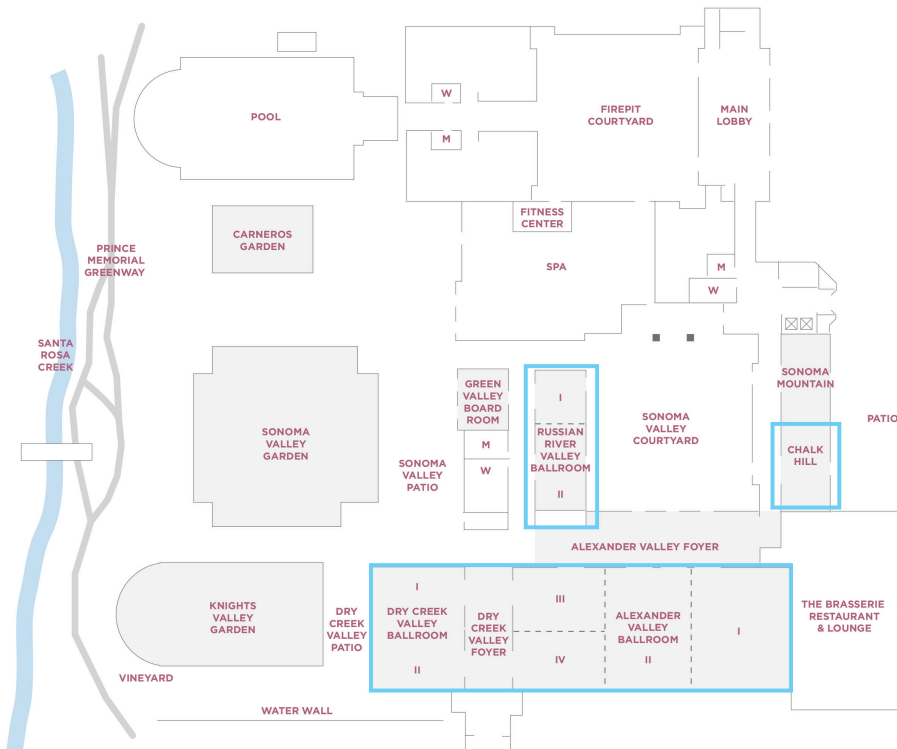 W
POOL
FIREPIT
COURTYARD
MAIN
LOBBY
M
FITNESS
CENTER
CARNEROS
GARDEN
PRINCE
MEMORIAL
GREENWAY
SPA
M
W
SANTA
ROSA
CREEK
SONOMA
MOUNTAIN
GREEN
VALLEY
BOARD
ROOM
I
SONOMA
VALLEY
COURTYARD
PATIO
SONOMA
VALLEY
GARDEN
RUSSIAN
RIVER
VALLEY
BALLROOM
II
M
W
SONOMA
VALLEY
PATIO
CHALK
HILL
ALEXANDER VALLEY FOYER
KNIGHTS
VALLEY
GARDEN
DRY
CREEK
VALLEY
PATIO
I
DRY CREEK
VALLEY
BALLROOM
II
DRY
CREEK
VALLEY
FOYER
III
IV
ALEXANDER
VALLEY
BALLROOM
II
I
THE BRASSERIE
RESTAURANT
& LOUNGE
VINEYARD
WATER WALL